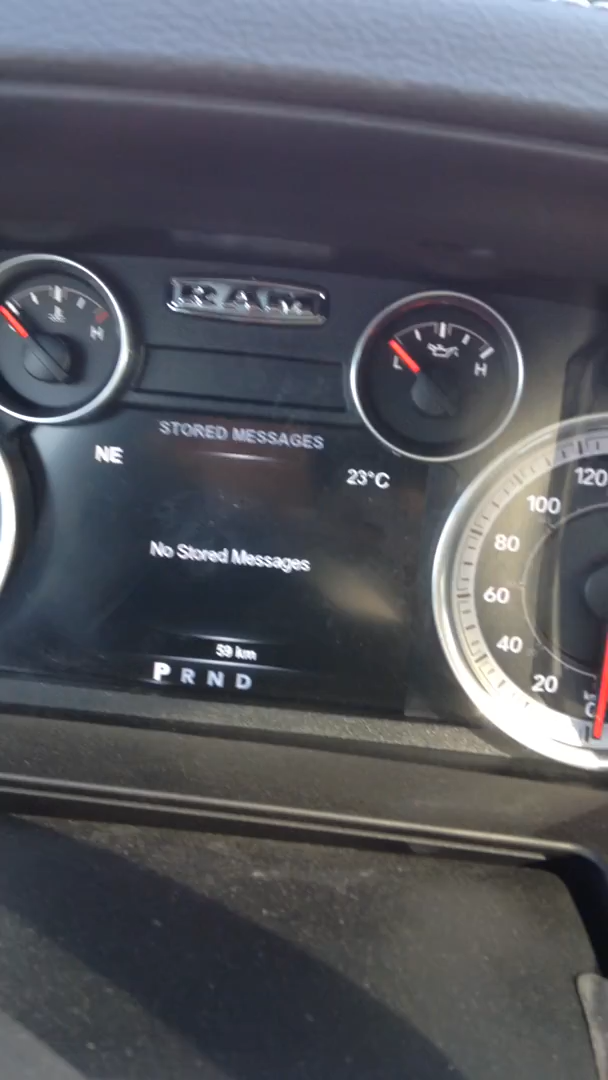 RAM
H
L
H
STORED MESSAGES
NE
23°C
No Stored Messages
59 km
P R N D
120
100
80
60
40
20